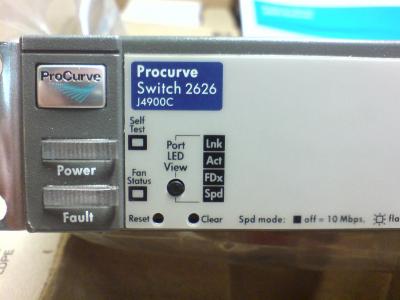 ProCurve
Procurve
Switch 2626
J4900C
Self
Test
Port
LED
View
Lnk
Act
FDx
Spd
Power
Fan
Status
Fault
Reset
Clear
Spd mode: off = 10 Mbps, fla